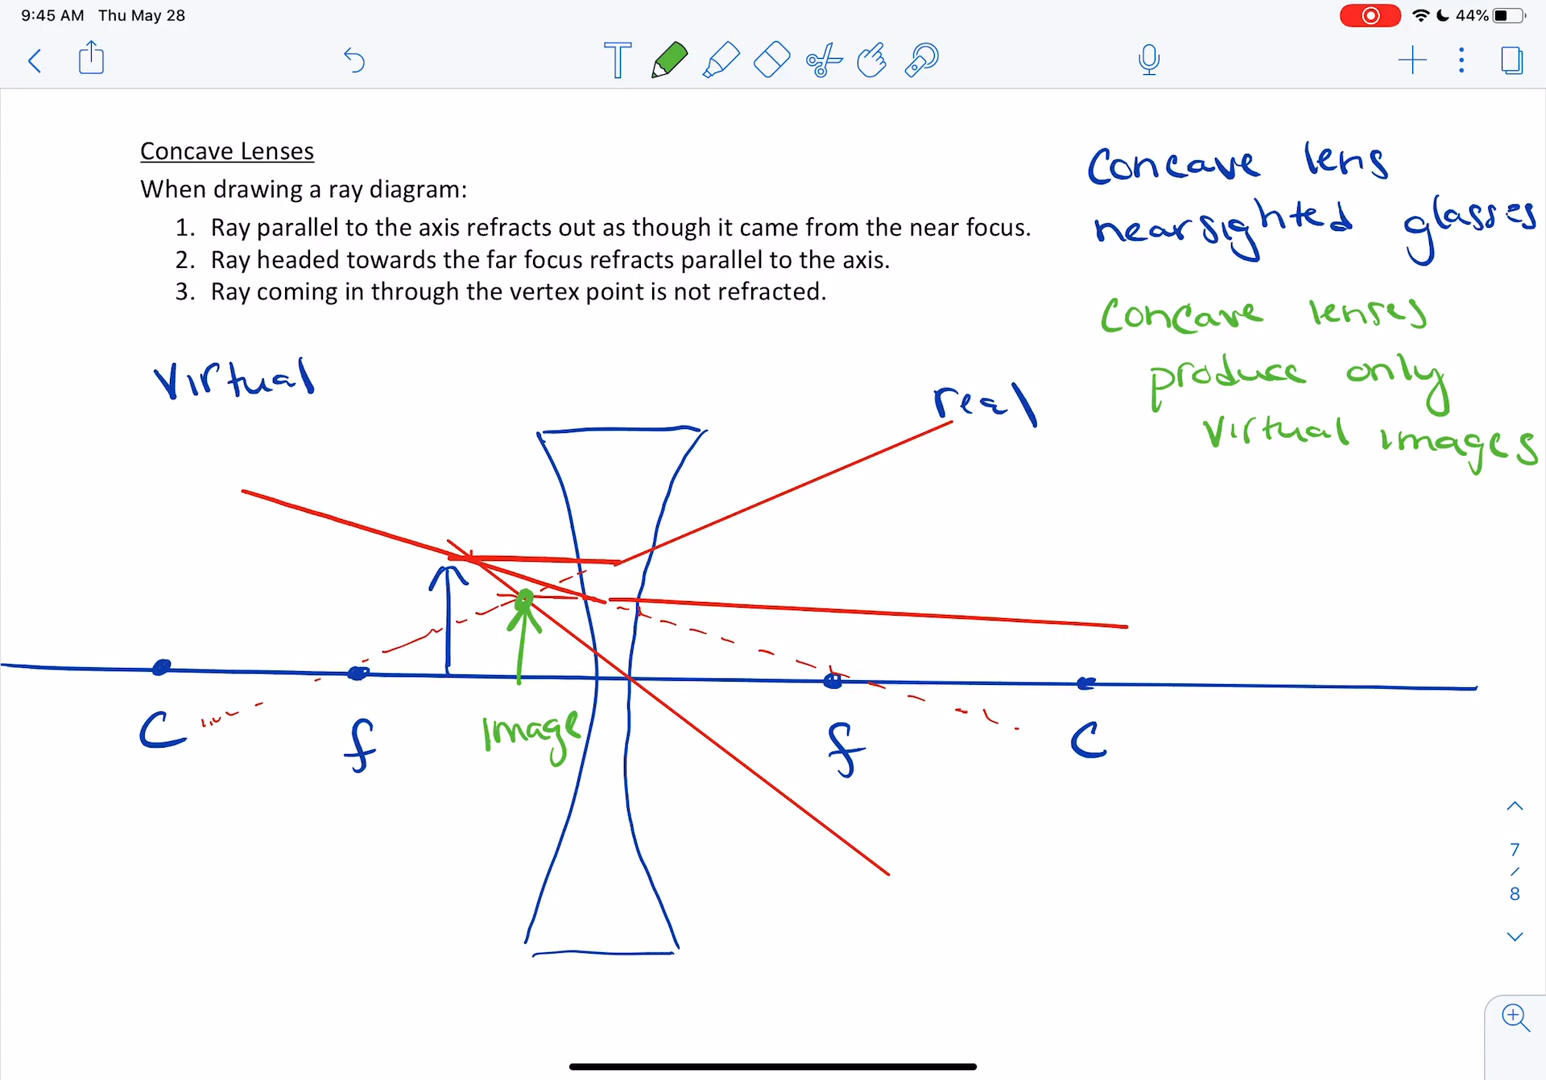 9:45 AM Thu May 28
44%
T
Concave Lenses
When drawing a ray diagram:
1. Ray parallel to the axis refracts out as though it came from the near focus.
2. Ray headed towards the far focus refracts parallel to the axis.
3. Ray coming in through the vertex point is not refracted.
Concave lens
nearsighted glasses
Concave lenses
produce only
virtual images
Virtual
real
C
f
Image
f
C
7
/
8